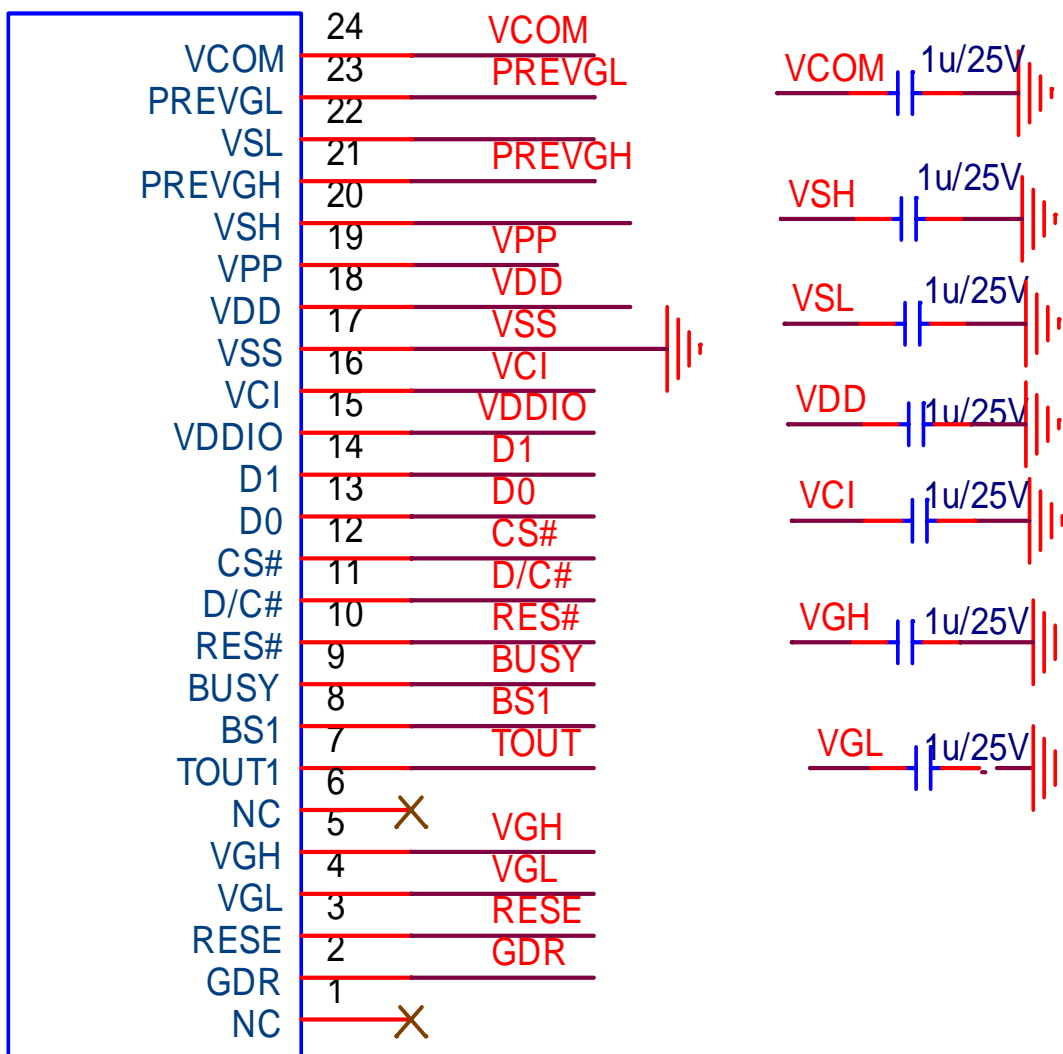 24 VCOM
VCOM
23 PREVGL
PREVGL
22
VSL
21 PREVGH
PREVGH
20
VSH
19 VPP
VPP
18 VDD
VDD
17 VSS
VSS
16 VCI
VCI
15 VDDIO
VDDIO
14 D1
D1
13 D0
D0
12 CS#
CS#
11 D/C#
D/C#
10 RES#
RES#
9 BUSY
BUSY
8 BS1
BS1
7 TOUT
TOUT1
6
NC
5 VGH
VGH
4 VGL
VGL
3 RESE
RESE
2 GDR
GDR
1
NC
VCOM 1u/25V
VSH 1u/25V
VSL 1u/25V
VDD 1u/25V
VCI 1u/25V
VGH 1u/25V
VGL 1u/25V